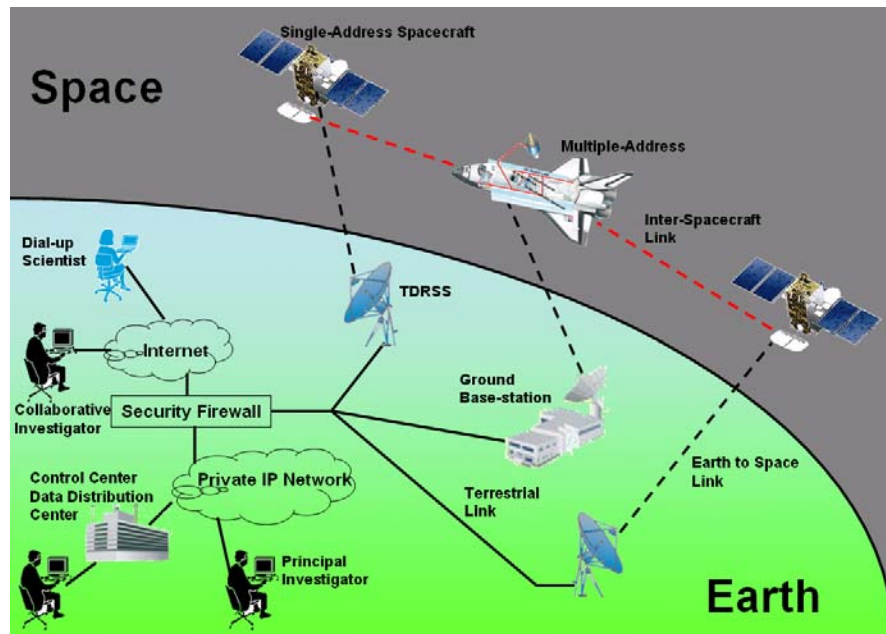 Single-Address Spacecraft
Space
Multiple-Address
Inter-Spacecraft
Link
Dial-up
Scientist
TDRSS
Internet
Ground
Base-station
Collaborative
Investigator
Security Firewall
Control Center
Data Distribution
Center
Private IP Network
Terrestrial
Link
Earth to Space
Link
Principal
Investigator
Earth